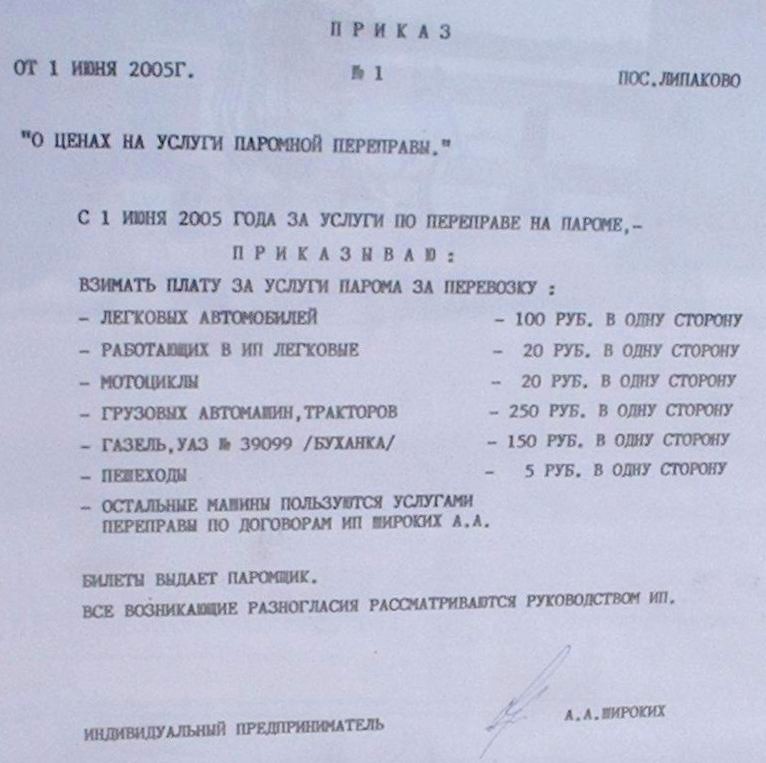 П Р И К А З
ОТ 1 ИЮНЯ 2005Г. № 1 ПОС.ЛИПАКОВО
"О ЦЕНАХ НА УСЛУГИ ПАРОМНОЙ ПЕРЕПРАВЫ."
С 1 ИЮНЯ 2005 ГОДА ЗА УСЛУГИ ПО ПЕРЕПРАВЕ НА ПАРОМЕ,-
П Р И К А З Ы В А Ю :
ВЗИМАТЬ ПЛАТУ ЗА УСЛУГИ ПАРОМА ЗА ПЕРЕВОЗКУ :
- ЛЕГКОВЫХ АВТОМОБИЛЕЙ - 100 РУБ. В ОДНУ СТОРОНУ
- РАБОТАЮЩИХ В ИП ЛЕГКОВЫЕ - 20 РУБ. В ОДНУ СТОРОНУ
- МОТОЦИКЛЫ - 20 РУБ. В ОДНУ СТОРОНУ
- ГРУЗОВЫХ АВТОМАШИН,ТРАКТОРОВ - 250 РУБ. В ОДНУ СТОРОНУ
- ГАЗЕЛЬ,УАЗ № 39099 /БУХАНКА/ - 150 РУБ. В ОДНУ СТОРОНУ
- ПЕШЕХОДЫ - 5 РУБ. В ОДНУ СТОРОНУ
- ОСТАЛЬНЫЕ МАШИНЫ ПОЛЬЗУЮТСЯ УСЛУГАМИ
ПЕРЕПРАВЫ ПО ДОГОВОРАМ ИП ШИРОКИХ А.А.
БИЛЕТЫ ВЫДАЕТ ПАРОМЩИК.
ВСЕ ВОЗНИКАЮЩИЕ РАЗНОГЛАСИЯ РАССМАТРИВАЮТСЯ РУКОВОДСТВОМ ИП.
ИНДИВИДУАЛЬНЫЙ ПРЕДПРИНИМАТЕЛЬ А.А.ШИРОКИХ